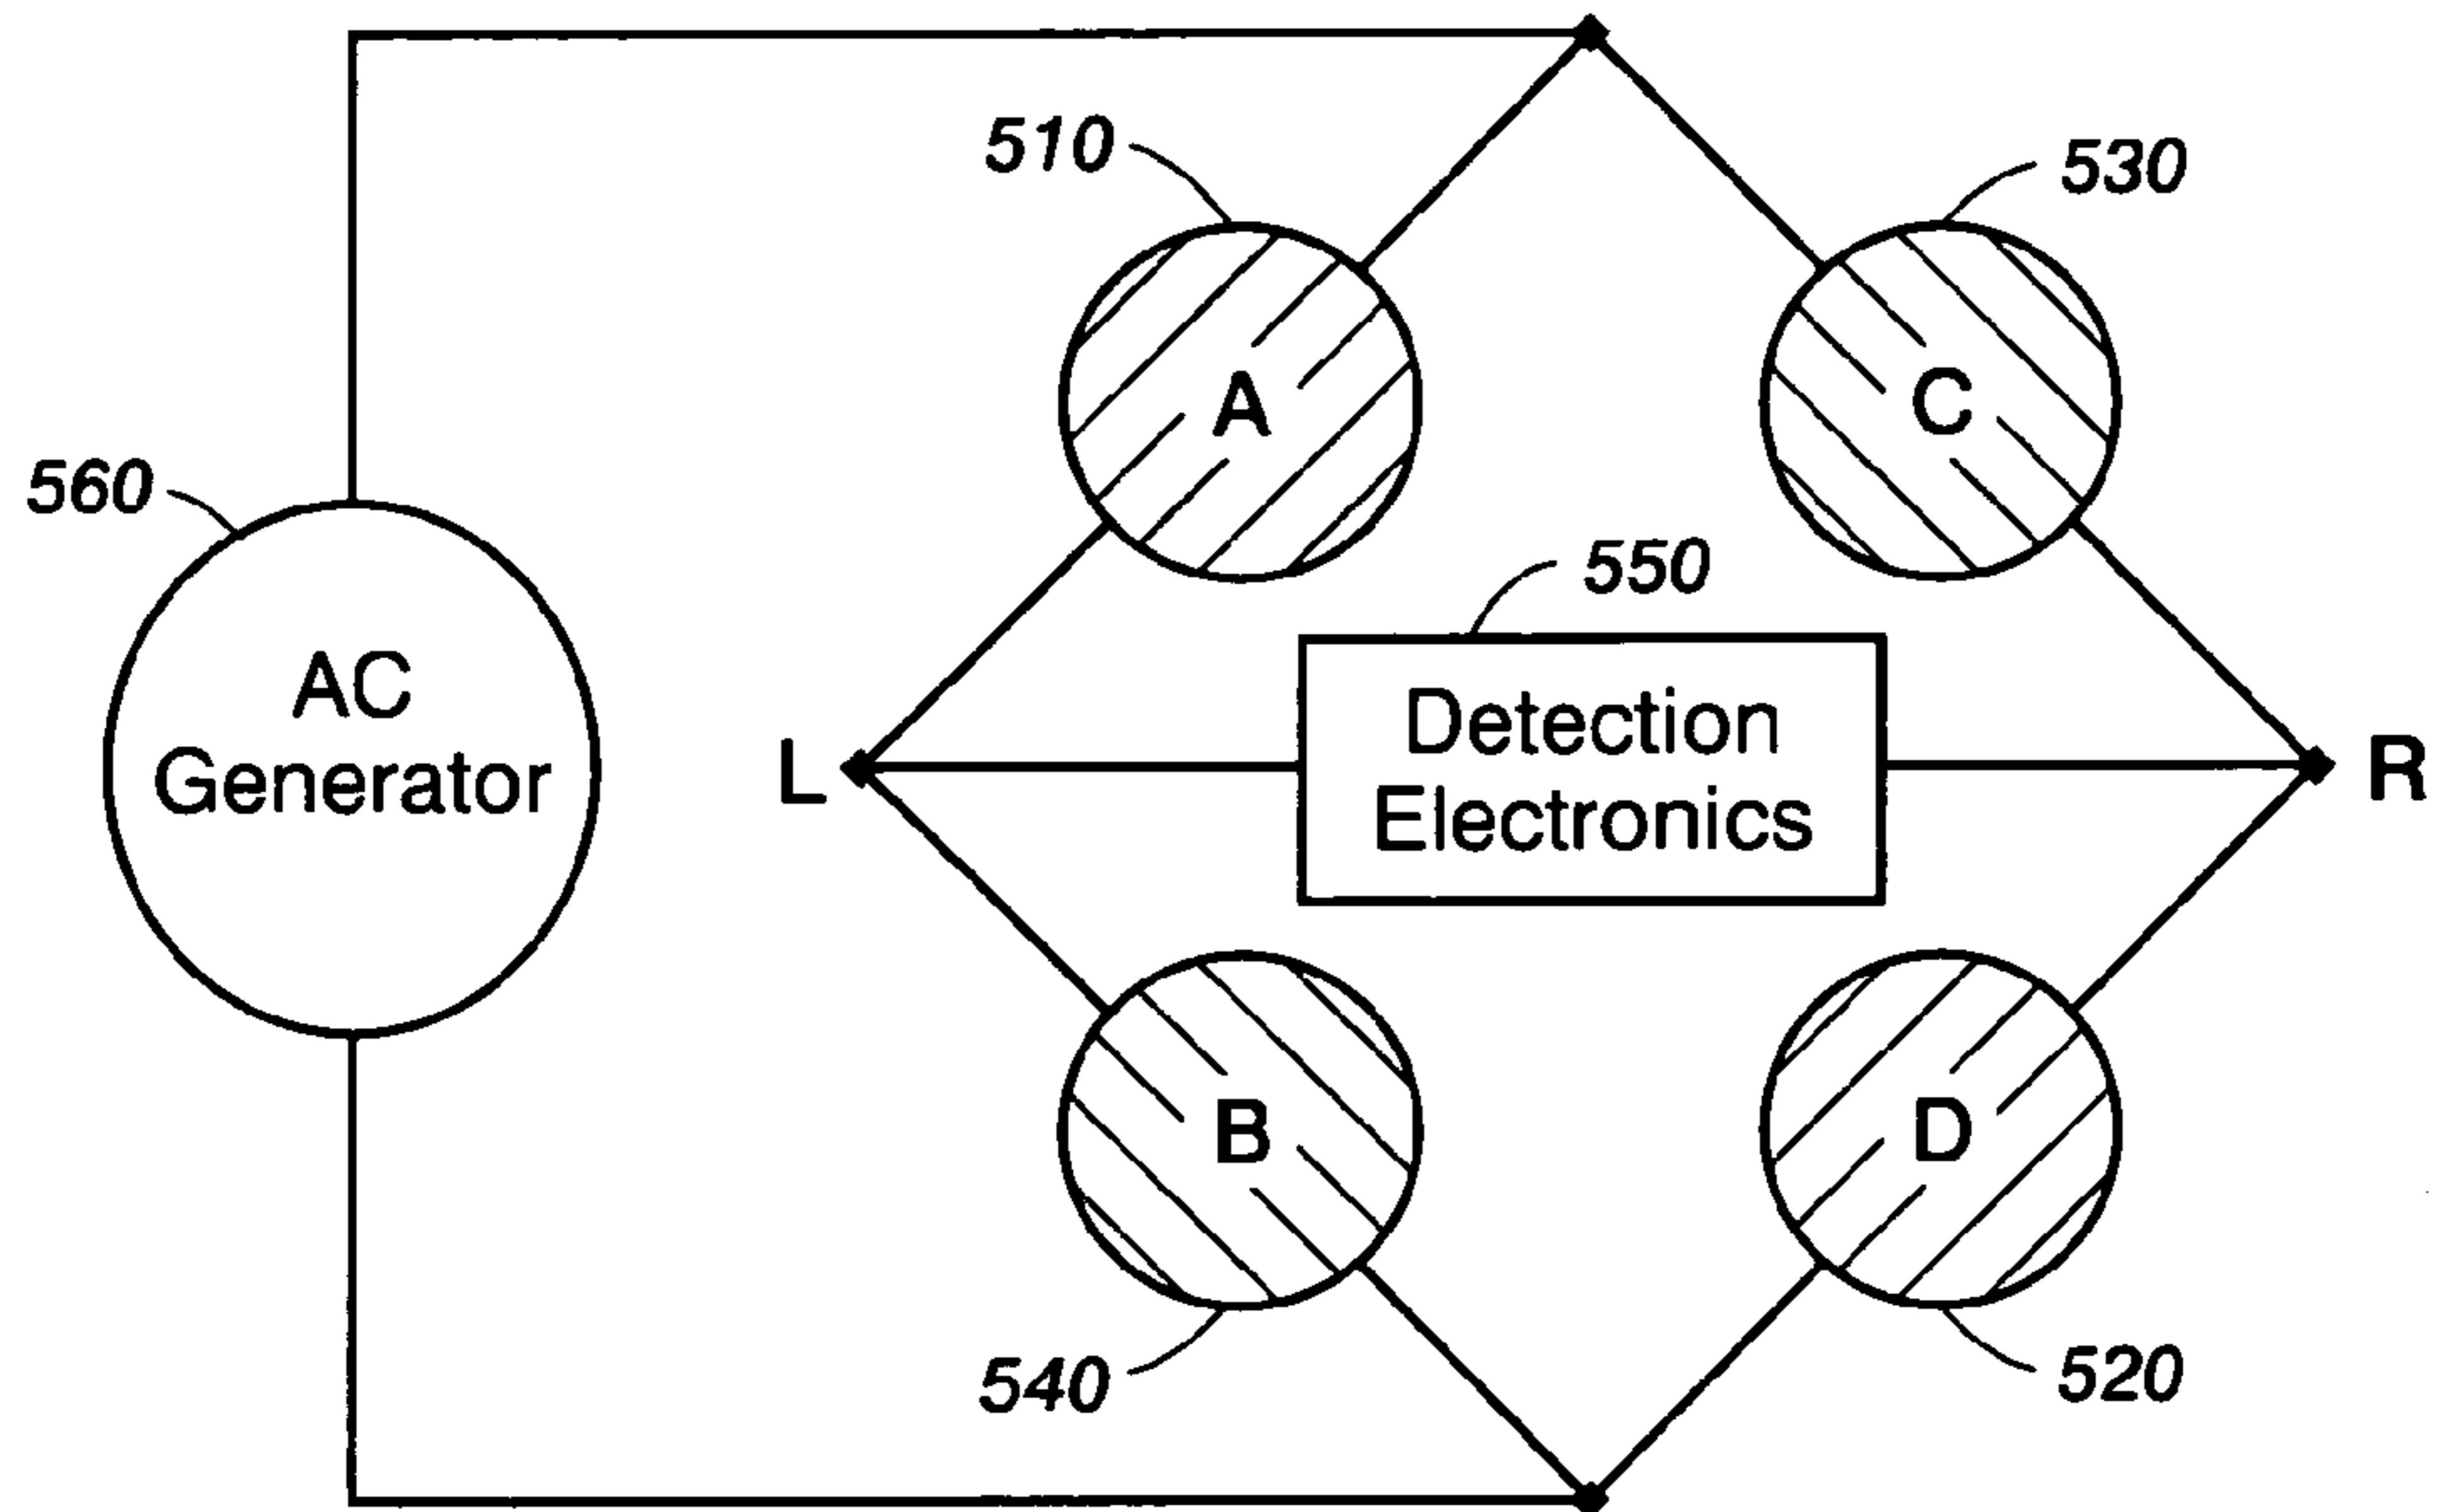 510
530
A
C
560
550
AC
Generator
L
Detection
Electronics
R
B
D
540
520